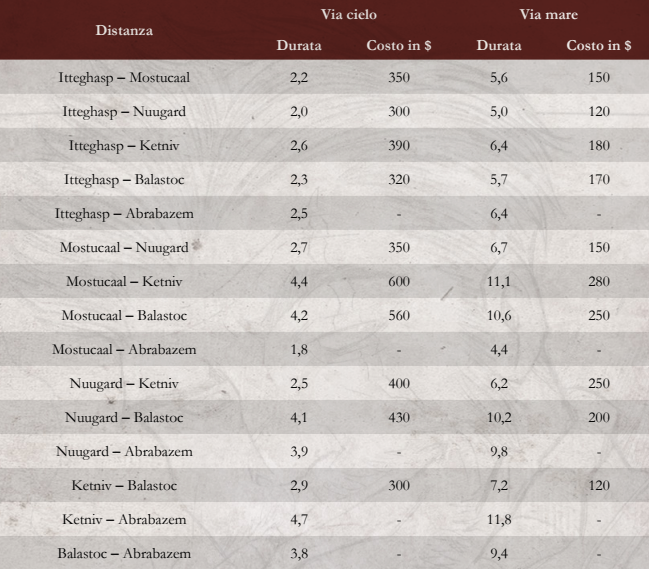 Distanza Via cielo Via mare
Durata Costo in $ Durata Costo in $
Itteghasp – Mostucaal 2,2 350 5,6 150
Itteghasp – Nuugard 2,0 300 5,0 120
Itteghasp – Ketniv 2,6 390 6,4 180
Itteghasp – Balastoc 2,3 320 5,7 170
Itteghasp – Abrabazem 2,5 - 6,4 -
Mostucaal – Nuugard 2,7 350 6,7 150
Mostucaal – Ketniv 4,4 600 11,1 280
Mostucaal – Balastoc 4,2 560 10,6 250
Mostucaal – Abrabazem 1,8 - 4,4 -
Nuugard – Ketniv 2,5 400 6,2 250
Nuugard – Balastoc 4,1 430 10,2 200
Nuugard – Abrabazem 3,9 - 9,8 -
Ketniv – Balastoc 2,9 300 7,2 120
Ketniv – Abrabazem 4,7 - 11,8 -
Balastoc – Abrabazem 3,8 - 9,4 -